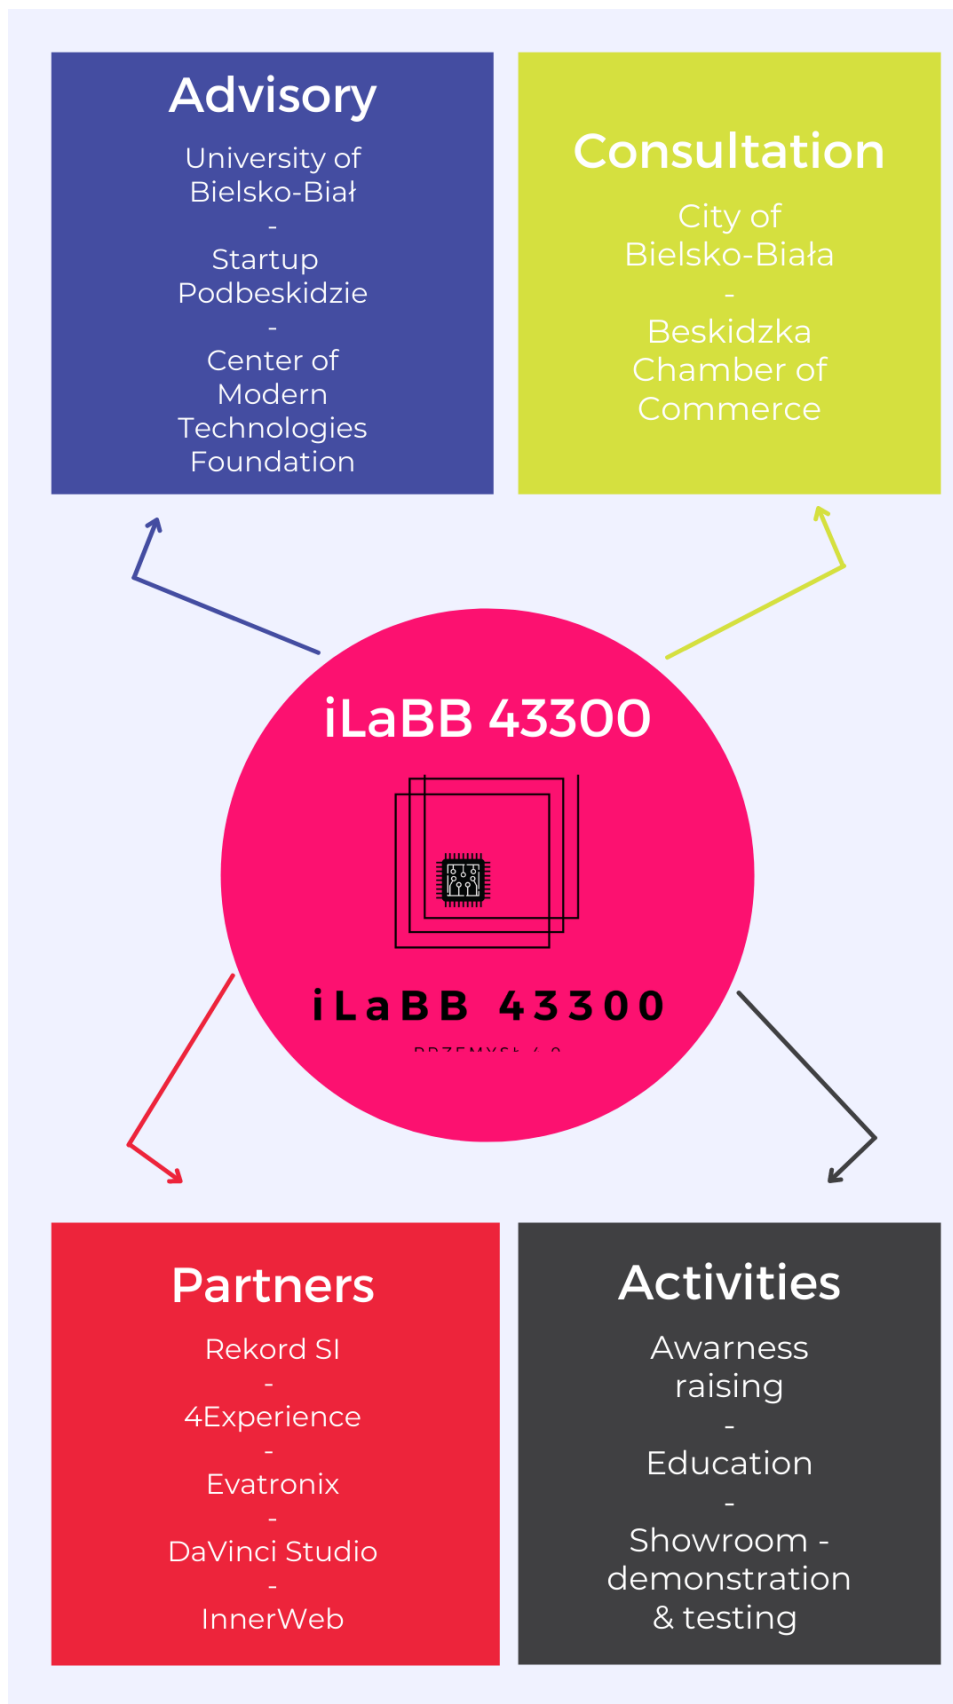 Advisory
University of
Bielsko-Biał
-
Startup
Podbeskidzie
-
Center of
Modern
Technologies
Foundation
Consultation
City of
Bielsko-Biała
-
Beskidzka
Chamber of
Commerce
iLaBB 43300
iLaBB 43300
Partners
Rekord SI
-
4Experience
-
Evatronix
-
DaVinci Studio
-
InnerWeb
Activities
Awarness
raising
-
Education
-
Showroom -
demonstration
& testing